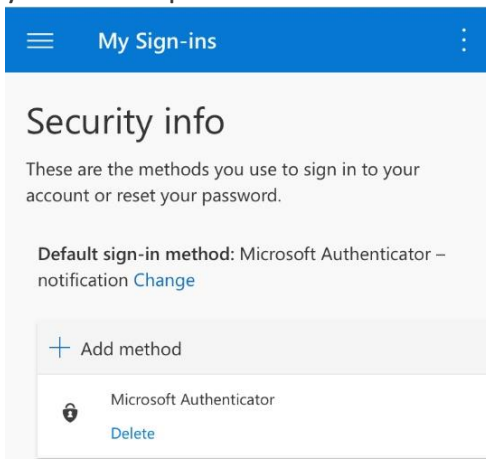 My Sign-ins
Security info
These are the methods you use to sign in to your
account or reset your password.
Default sign-in method: Microsoft Authenticator –
notification Change
Add method
Microsoft Authenticator
Delete